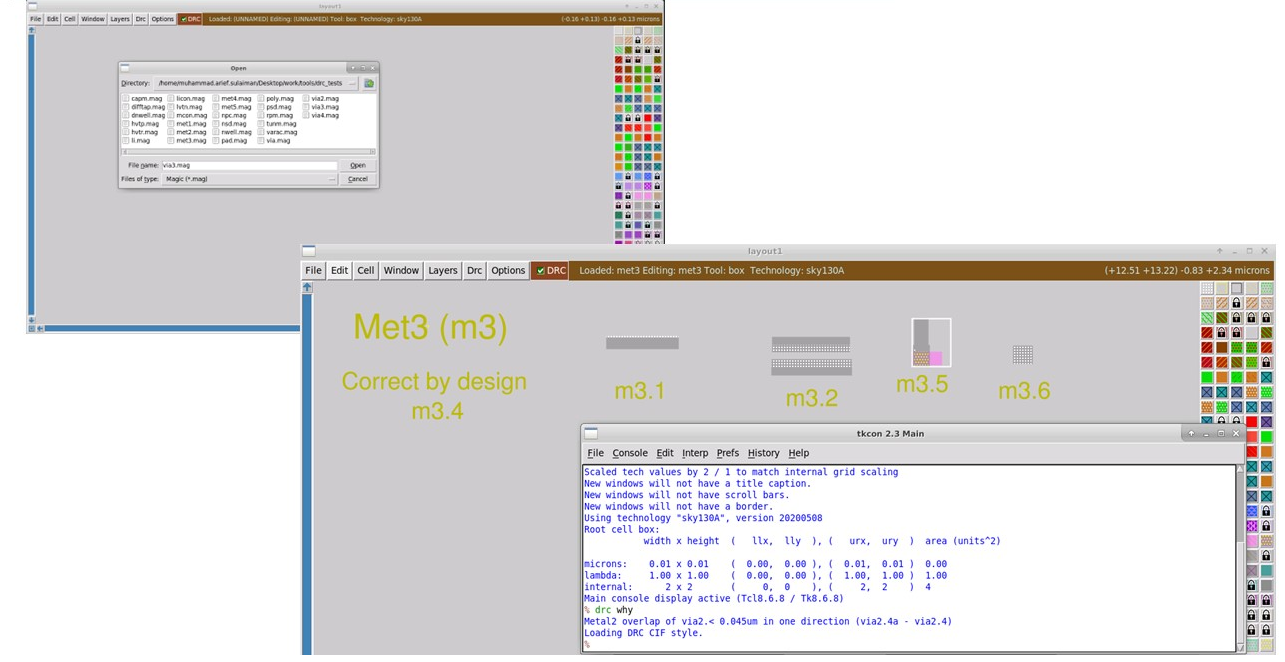 layout1
File Edit Cell Window Layers Drc Options DRC Loaded: (UNNAMED) Editing: (UNNAMED) Tool: box Technology: sky130A (-0.16 +0.13) -0.16 +0.13 microns
Open
Directory: /home/muhammad.arief.sulaiman/Desktop/work/tools/drc_tests
capm.mag licon.mag met4.mag poly.mag via2.mag
difftap.mag lvtn.mag met5.mag psd.mag via3.mag
dnwell.mag mcon.mag npc.mag rpm.mag via4.mag
hvtp.mag met1.mag nsd.mag tunm.mag
hvtr.mag met2.mag nwell.mag varac.mag
li.mag met3.mag pad.mag via.mag
File name: via3.mag Open
Files of type: Magic (*.mag) Cancel
layout1
File Edit Cell Window Layers Drc Options DRC Loaded: met3 Editing: met3 Tool: box Technology: sky130A (+12.51 +13.22) -0.83 +2.34 microns
Met3 (m3)
Correct by design
m3.4
m3.1
m3.2
m3.5
m3.6
tkcon 2.3 Main
File Console Edit Interp Prefs History Help
Scaled tech values by 2 / 1 to match internal grid scaling
New windows will not have a title caption.
New windows will not have scroll bars.
New windows will not have a border.
Using technology "sky130A", version 20200508
Root cell box:
width x height ( llx, lly ), ( urx, ury ) area (units^2)
microns: 0.01 x 0.01 ( 0.00, 0.00 ), ( 0.01, 0.01 ) 0.00
lambda: 1.00 x 1.00 ( 0.00, 0.00 ), ( 1.00, 1.00 ) 1.00
internal: 2 x 2 ( 0, 0 ), ( 2, 2 ) 4
Main console display active (Tcl8.6.8 / Tk8.6.8)
% drc why
Metal2 overlap of via2.< 0.045um in one direction (via2.4a - via2.4)
Loading DRC CIF style.
%